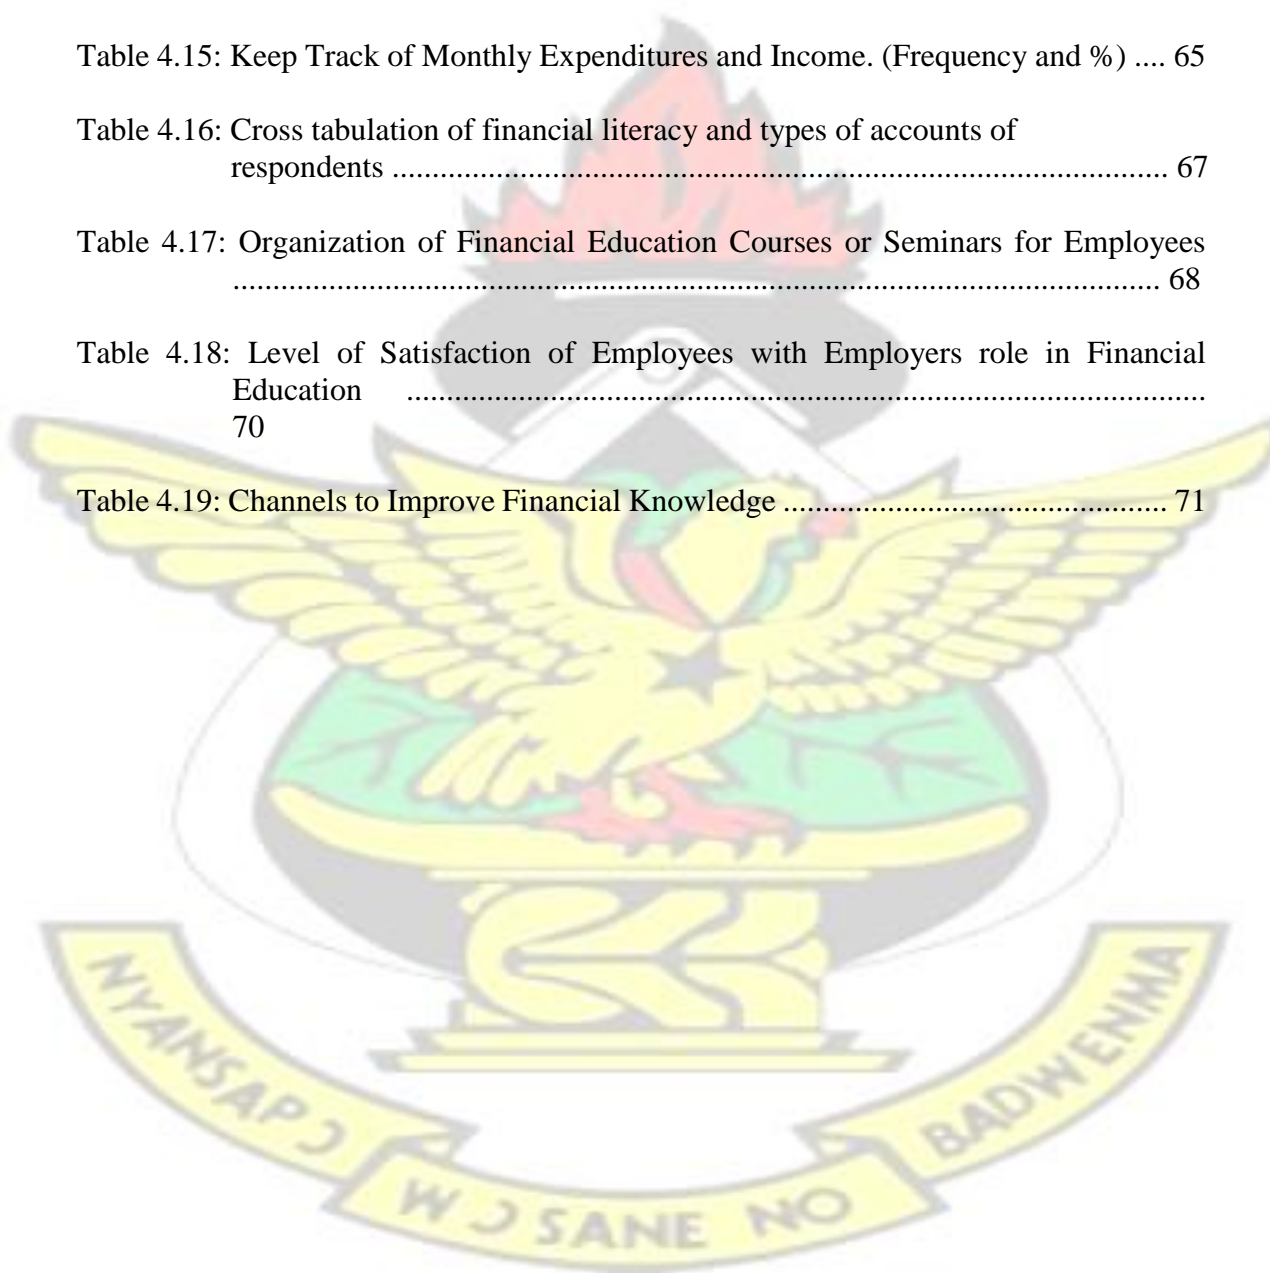 Table 4.15: Keep Track of Monthly Expenditures and Income. (Frequency and %) .... 65
Table 4.16: Cross tabulation of financial literacy and types of accounts of
respondents ................................................................................................ 67
Table 4.17: Organization of Financial Education Courses or Seminars for Employees
................................................................................................................... 68
Table 4.18: Level of Satisfaction of Employees with Employers role in Financial
Education ...................................................................................................
70
Table 4.19: Channels to Improve Financial Knowledge ................................................ 71
NYANSAPƆ
WƆ SANE NO
BADWENMA